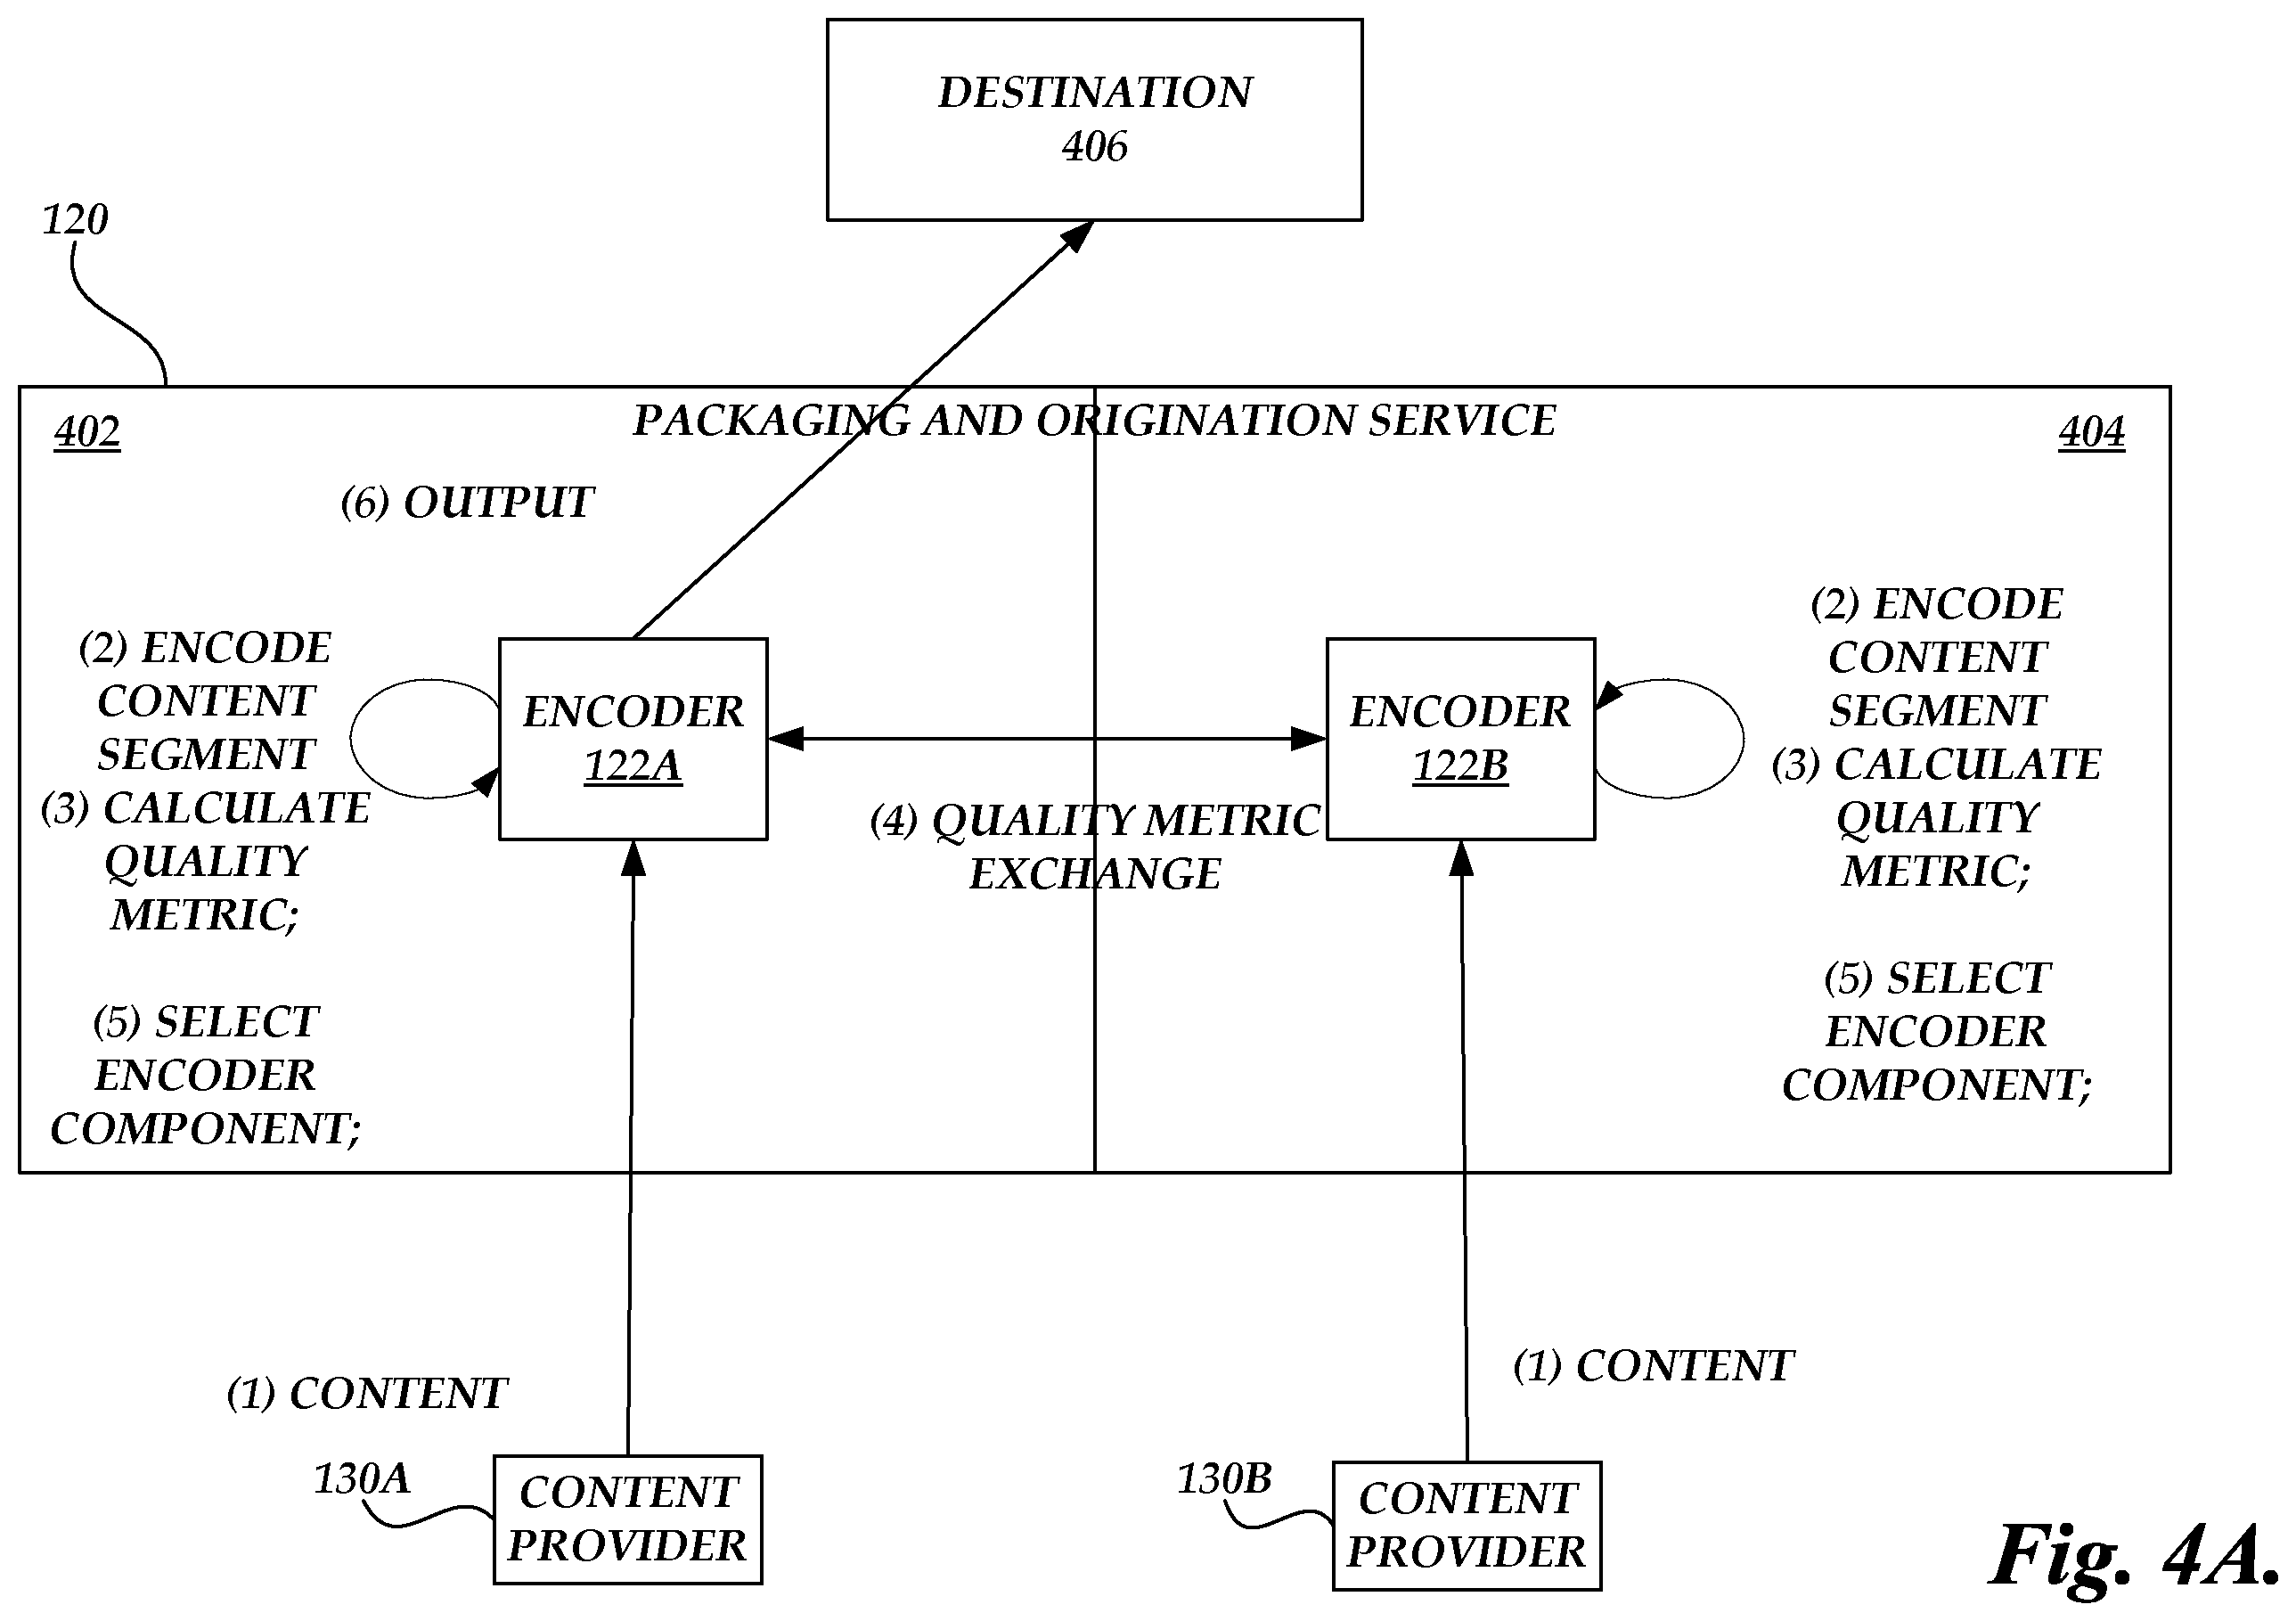 DESTINATION
406
120
402
PACKAGING AND ORIGINATION SERVICE
404
(6) OUTPUT
(2) ENCODE
CONTENT
SEGMENT
(3) CALCULATE
QUALITY
METRIC;
(5) SELECT
ENCODER
COMPONENT;
ENCODER
122A
(4) QUALITY METRIC
EXCHANGE
ENCODER
122B
(2) ENCODE
CONTENT
SEGMENT
(3) CALCULATE
QUALITY
METRIC;
(5) SELECT
ENCODER
COMPONENT;
(1) CONTENT
(1) CONTENT
130A
CONTENT
PROVIDER
130B
CONTENT
PROVIDER
Fig. 4A.